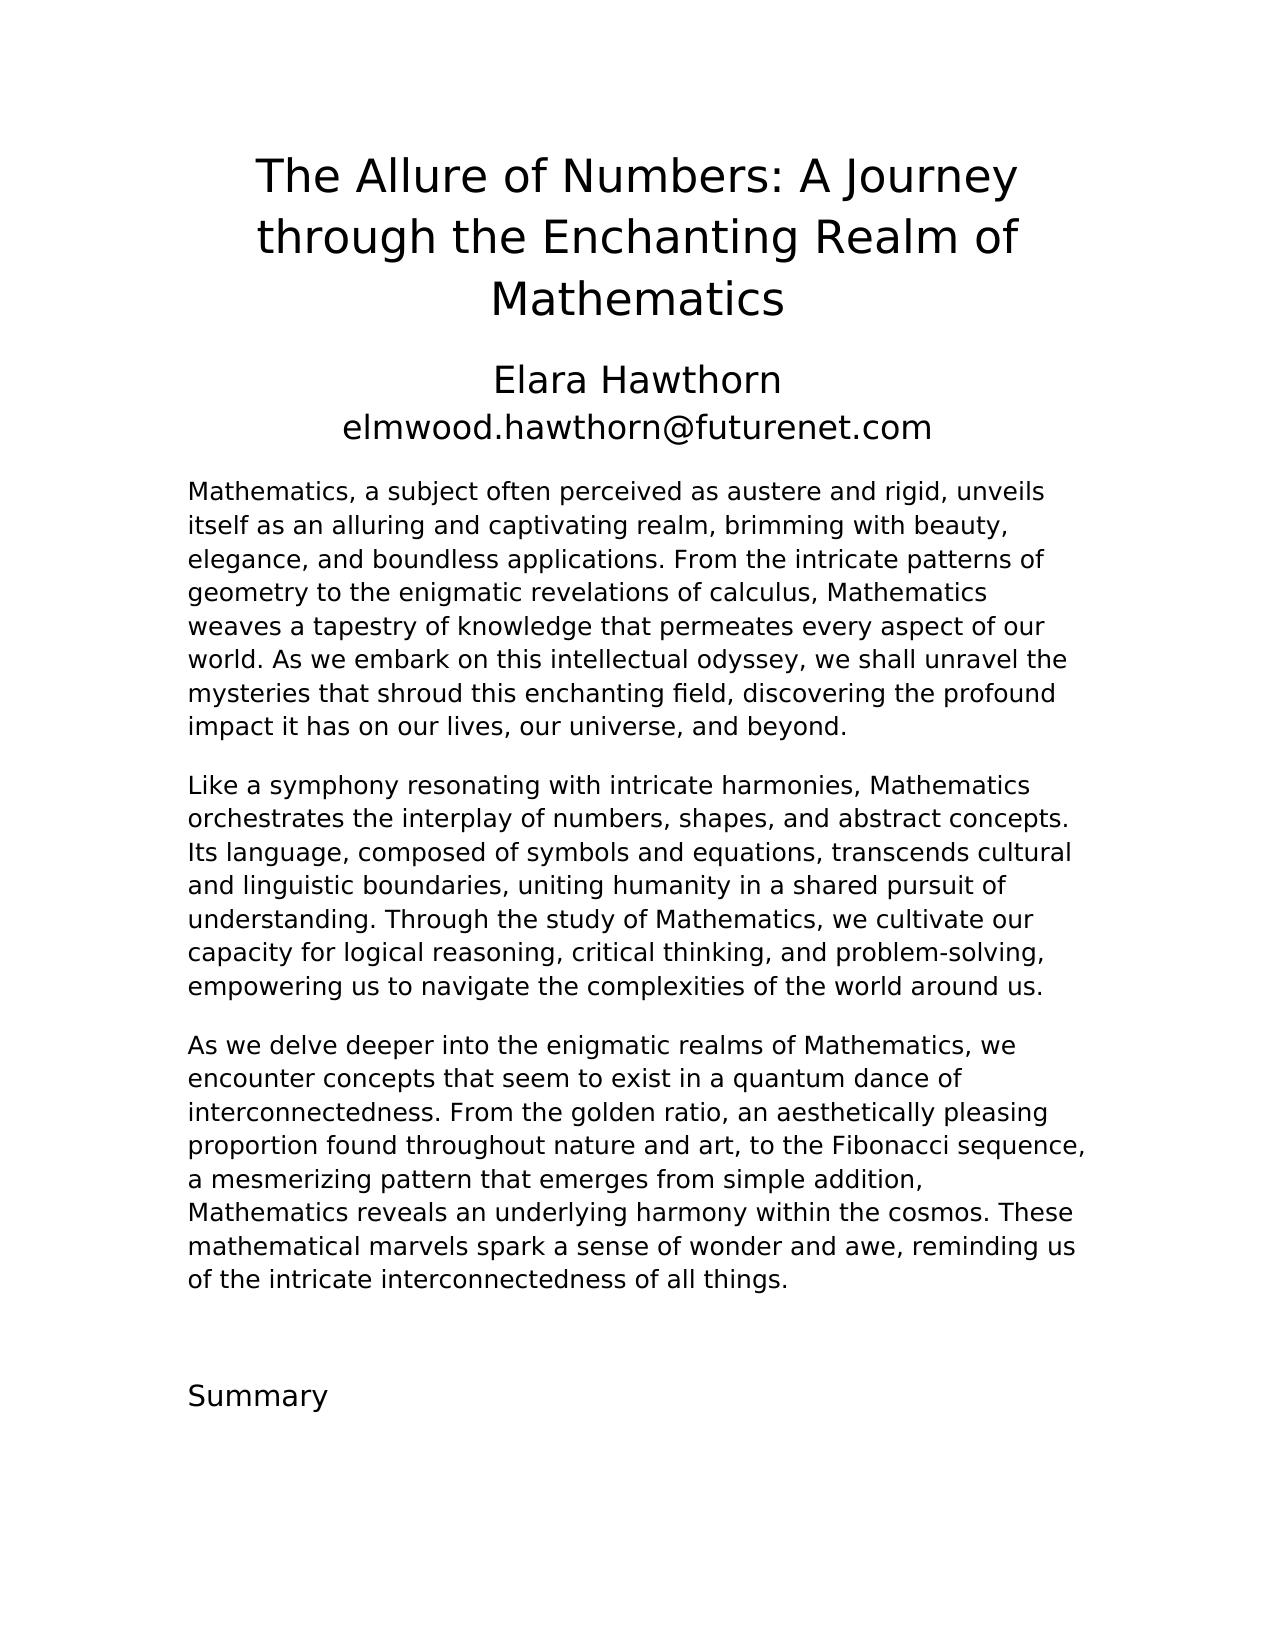 The Allure of Numbers: A Journey
through the Enchanting Realm of
Mathematics
Elara Hawthorn
elmwood.hawthorn@futurenet.com
Mathematics, a subject often perceived as austere and rigid, unveils
itself as an alluring and captivating realm, brimming with beauty,
elegance, and boundless applications. From the intricate patterns of
geometry to the enigmatic revelations of calculus, Mathematics
weaves a tapestry of knowledge that permeates every aspect of our
world. As we embark on this intellectual odyssey, we shall unravel the
mysteries that shroud this enchanting field, discovering the profound
impact it has on our lives, our universe, and beyond.
Like a symphony resonating with intricate harmonies, Mathematics
orchestrates the interplay of numbers, shapes, and abstract concepts.
Its language, composed of symbols and equations, transcends cultural
and linguistic boundaries, uniting humanity in a shared pursuit of
understanding. Through the study of Mathematics, we cultivate our
capacity for logical reasoning, critical thinking, and problem-solving,
empowering us to navigate the complexities of the world around us.
As we delve deeper into the enigmatic realms of Mathematics, we
encounter concepts that seem to exist in a quantum dance of
interconnectedness. From the golden ratio, an aesthetically pleasing
proportion found throughout nature and art, to the Fibonacci sequence,
a mesmerizing pattern that emerges from simple addition,
Mathematics reveals an underlying harmony within the cosmos. These
mathematical marvels spark a sense of wonder and awe, reminding us
of the intricate interconnectedness of all things.
Summary